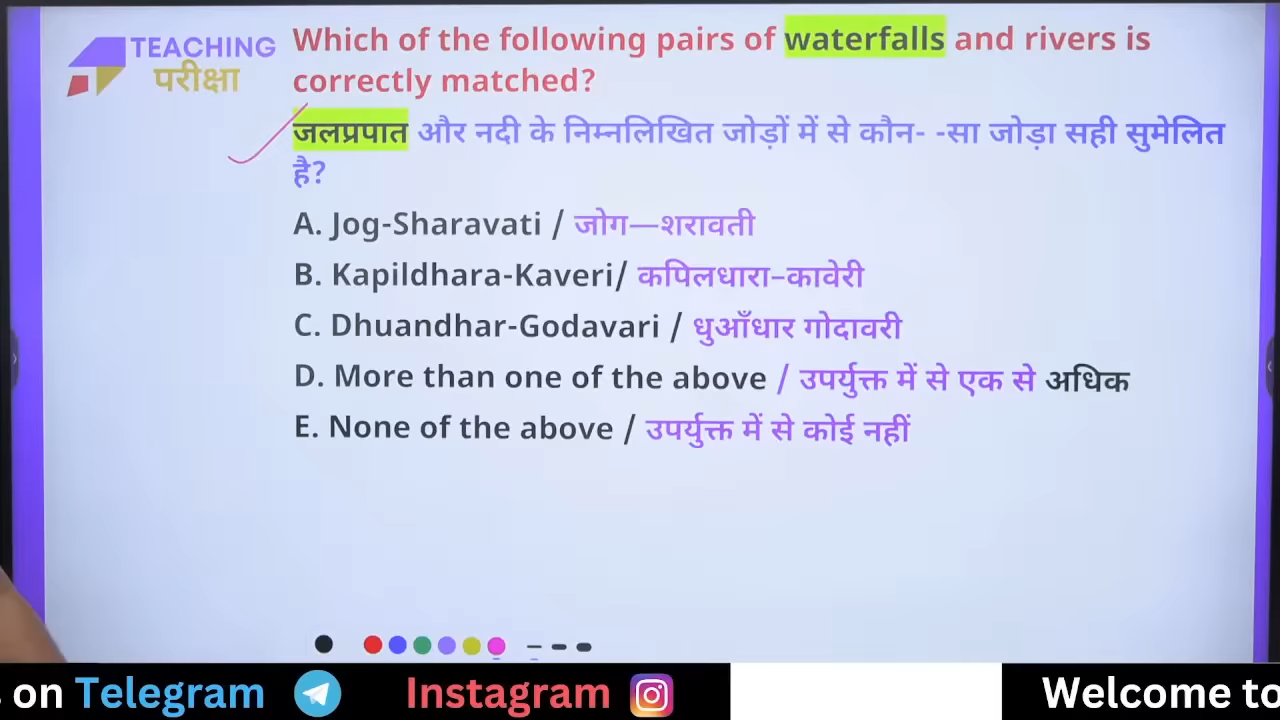 TEACHING
परीक्षा
Which of the following pairs of waterfalls and rivers is
correctly matched?
जलप्रपात और नदी के निम्नलिखित जोड़ों में से कौन- -सा जोड़ा सही सुमेलित
है?
A. Jog-Sharavati / जोग—शरावती
B. Kapildhara-Kaveri/ कपिलधारा–कावेरी
C. Dhuandhar-Godavari / धुआँधार गोदावरी
D. More than one of the above / उपर्युक्त में से एक से अधिक
E. None of the above / उपर्युक्त में से कोई नहीं
on Telegram Instagram Welcome to